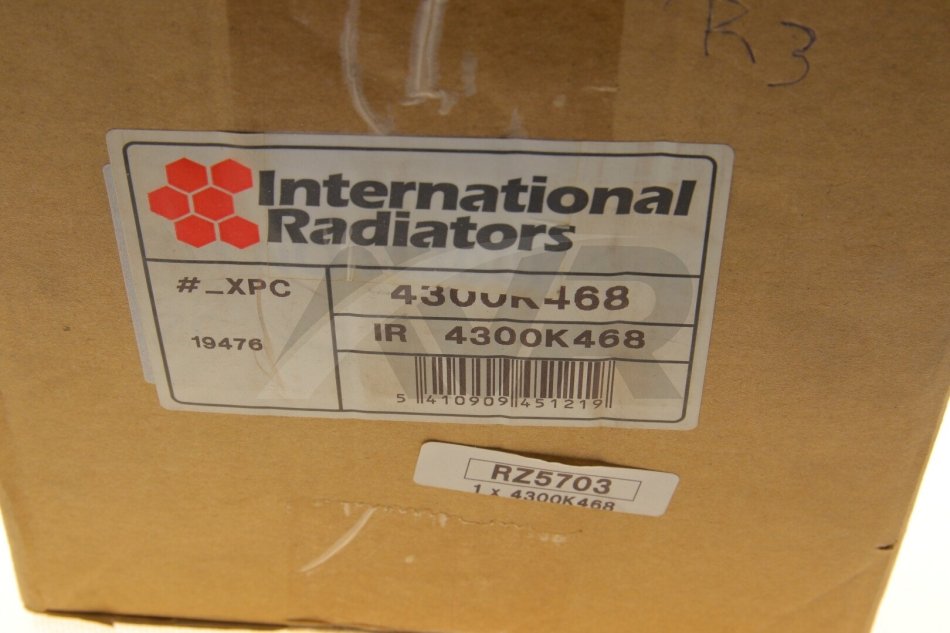 R3
International
Radiators
#_XPC
4300K468
19476
IR 4300K468
5 410909 451219
RZ5703
1 x 4300K468